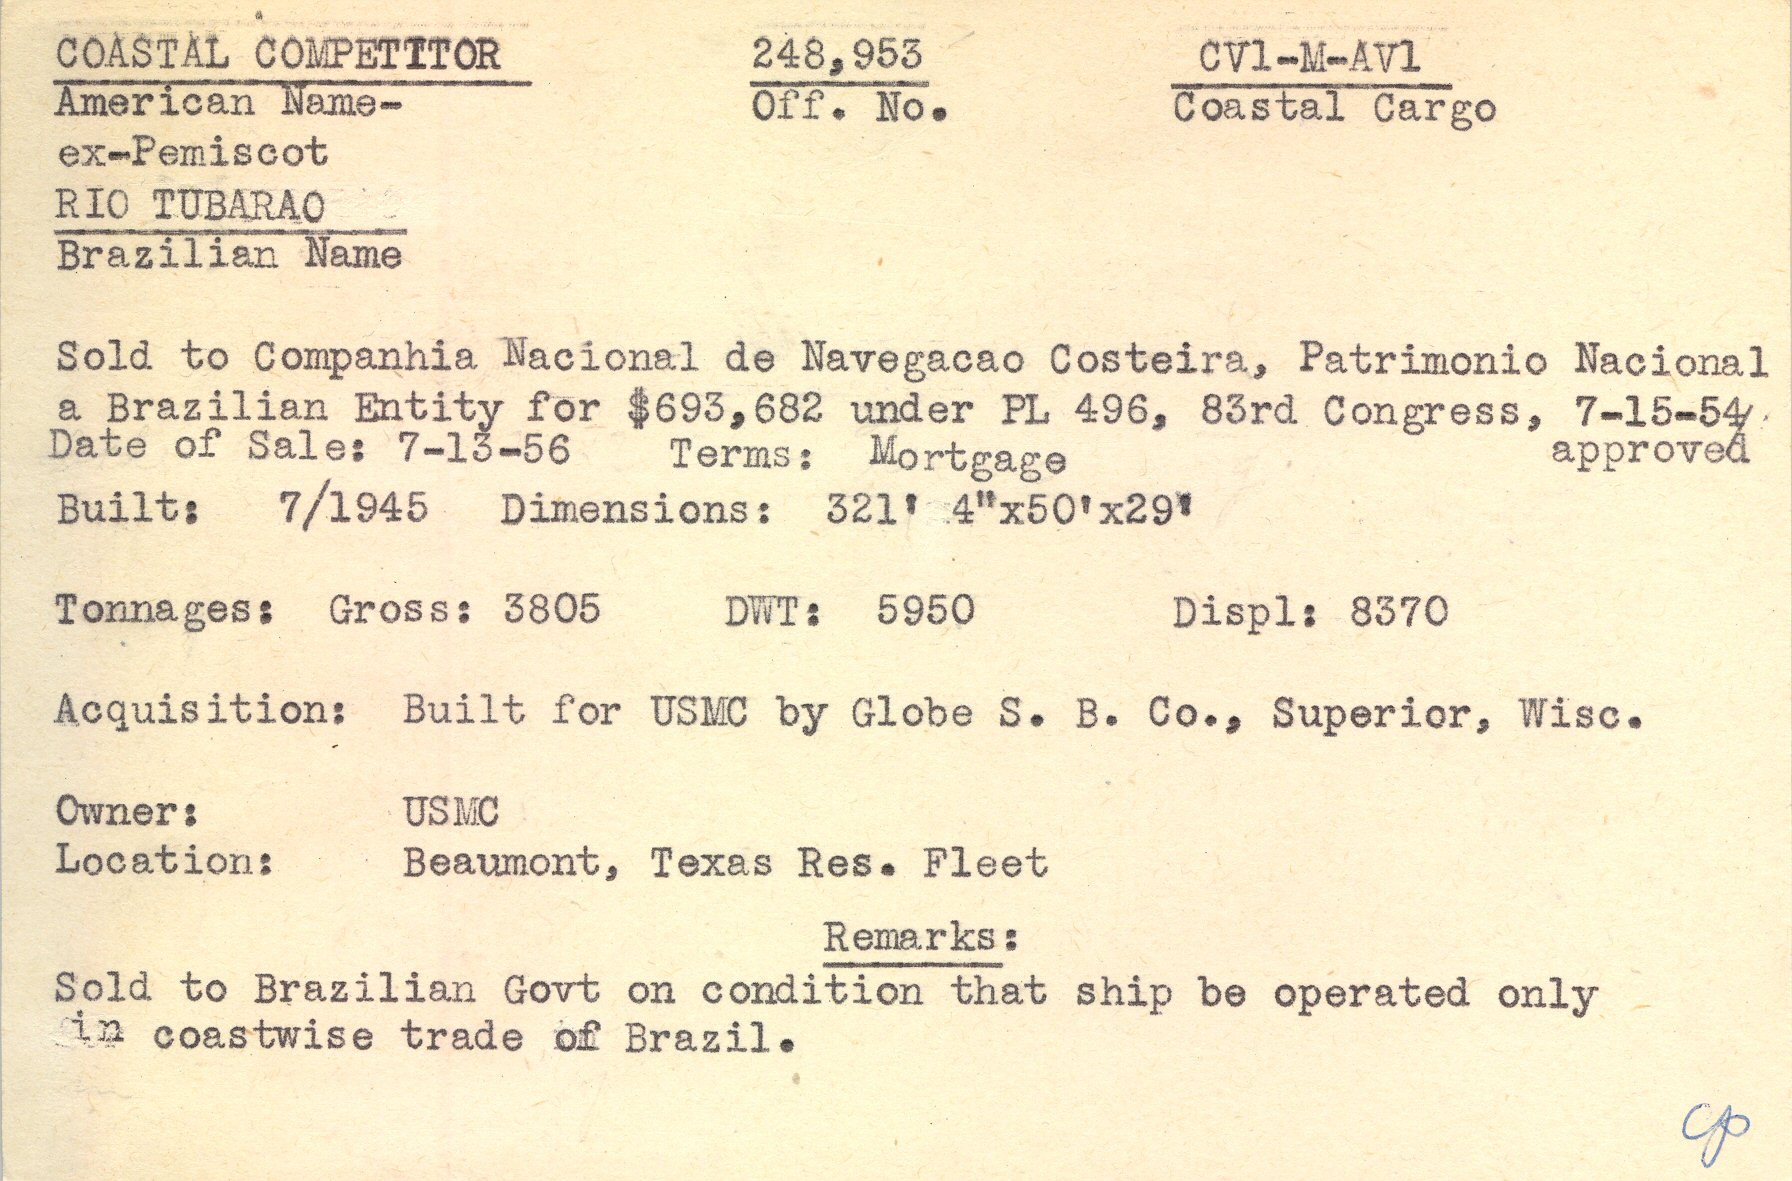 COASTAL COMPETITOR 248,953 CV1-M-AV1
American Name- Off. No. Coastal Cargo
ex-Pemiscot
RIO TUBARAO
Brazilian Name
Sold to Companhia Nacional de Navegacao Costeira, Patrimonio Nacional
a Brazilian Entity for $693,682 under PL 496, 83rd Congress, 7-15-54
Date of Sale: 7-13-56 Terms: Mortgage approved
Built: 7/1945 Dimensions: 321' 4"x50'x29'
Tonnages: Gross: 3805 DWT: 5950 Displ: 8370
Acquisition: Built for USMC by Globe S. B. Co., Superior, Wisc.
Owner: USMC
Location: Beaumont, Texas Res. Fleet
Remarks:
Sold to Brazilian Govt on condition that ship be operated only
in coastwise trade of Brazil.